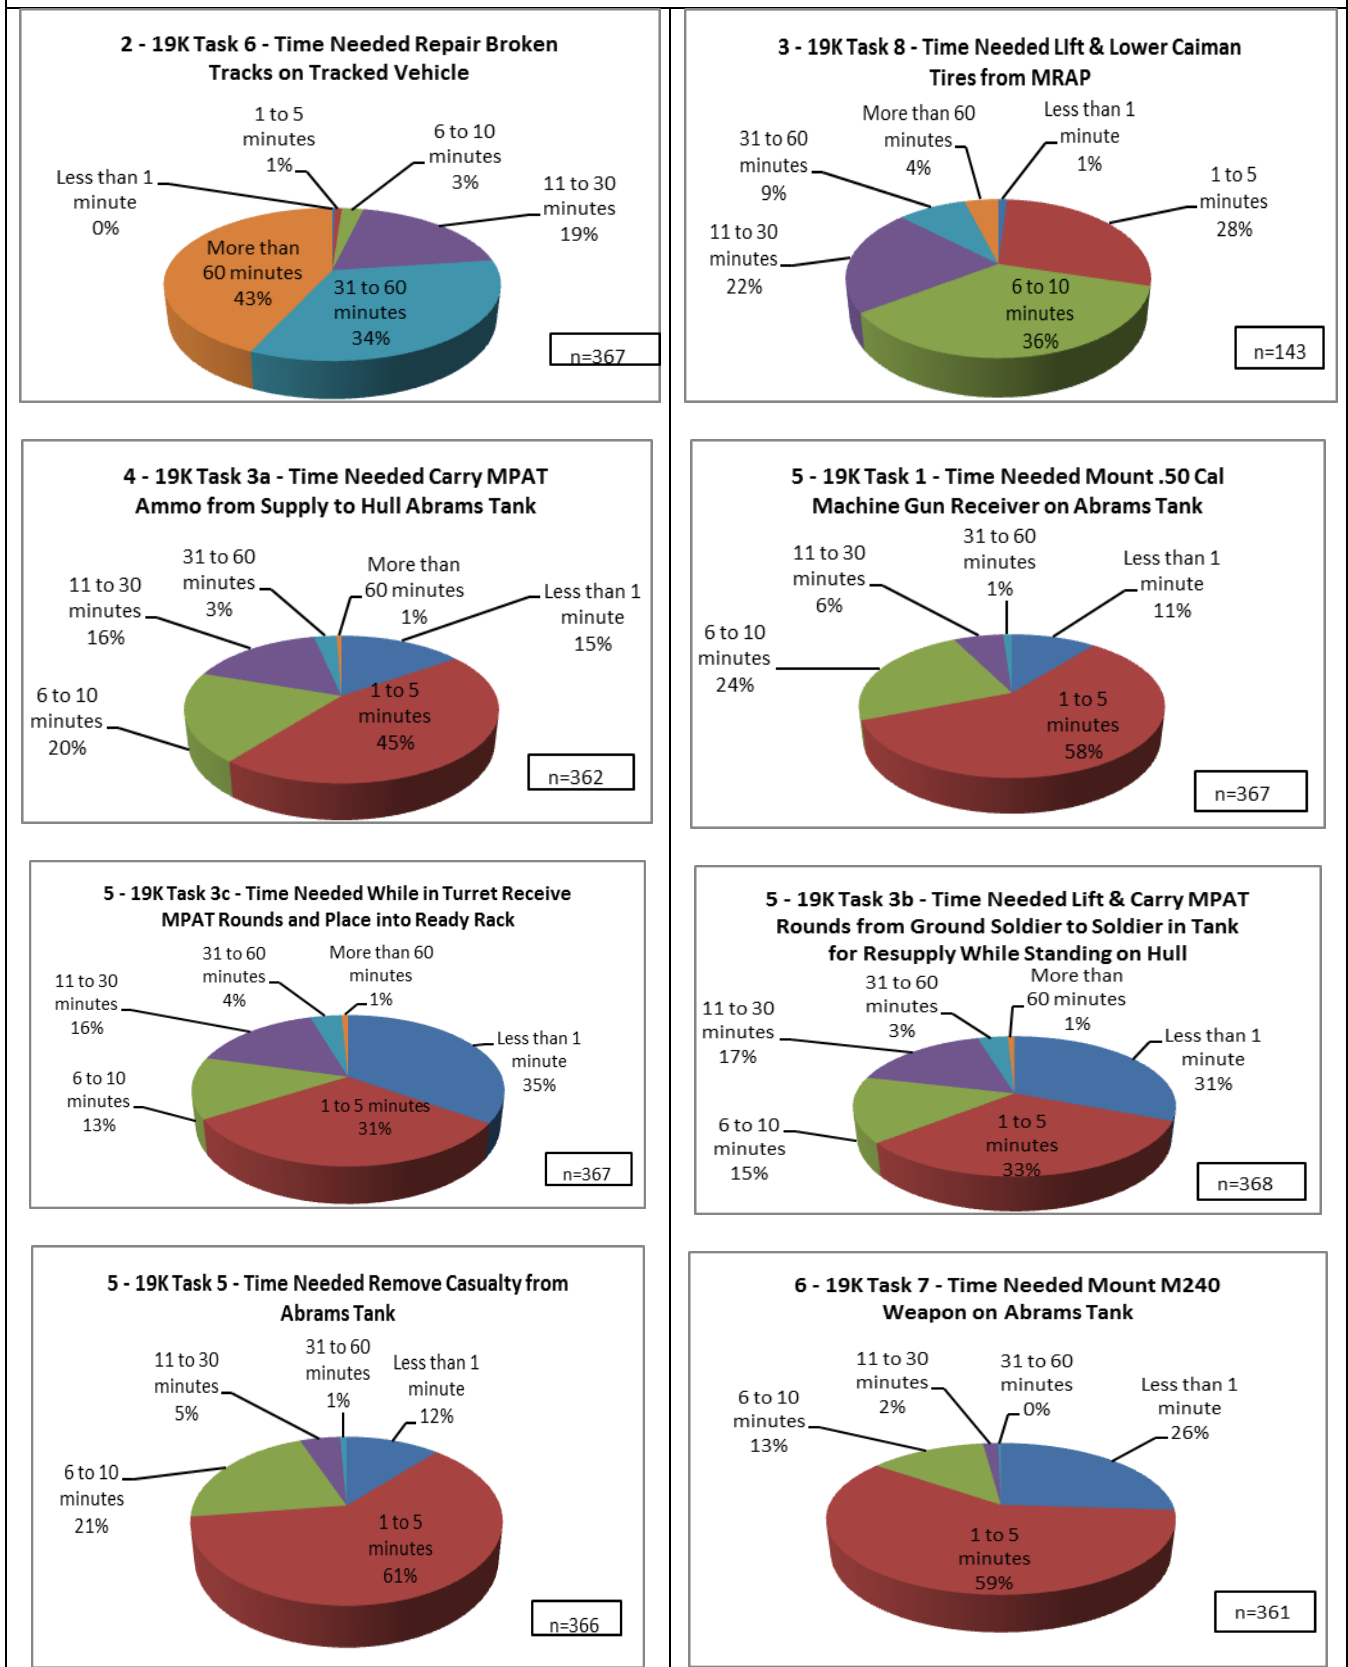 2 - 19K Task 6 - Time Needed Repair Broken
Tracks on Tracked Vehicle
1 to 5
minutes
1%
6 to 10
minutes
3%
Less than 1
minute
0%
11 to 30
minutes
19%
More than
60 minutes
43%
31 to 60
minutes
34%
n=367
3 - 19K Task 8 - Time Needed LIft & Lower Caiman
Tires from MRAP
More than 60
minutes
4%
Less than 1
minute
1%
31 to 60
minutes
9%
1 to 5
minutes
28%
11 to 30
minutes
22%
6 to 10
minutes
36%
n=143
4 - 19K Task 3a - Time Needed Carry MPAT
Ammo from Supply to Hull Abrams Tank
31 to 60
minutes
3%
More than
60 minutes
1%
11 to 30
minutes
16%
Less than 1
minute
15%
6 to 10
minutes
20%
1 to 5
minutes
45%
n=362
5 - 19K Task 1 - Time Needed Mount .50 Cal
Machine Gun Receiver on Abrams Tank
31 to 60
minutes
1%
11 to 30
minutes
6%
Less than 1
minute
11%
6 to 10
minutes
24%
1 to 5
minutes
58%
n=367
5 - 19K Task 3c - Time Needed While in Turret Receive
MPAT Rounds and Place into Ready Rack
31 to 60
minutes
4%
More than 60
minutes
1%
11 to 30
minutes
16%
Less than 1
minute
35%
6 to 10
minutes
13%
1 to 5 minutes
31%
n=367
5 - 19K Task 3b - Time Needed Lift & Carry MPAT
Rounds from Ground Soldier to Soldier in Tank
for Resupply While Standing on Hull
31 to 60
minutes
3%
More than
60 minutes
1%
11 to 30
minutes
17%
Less than 1
minute
31%
6 to 10
minutes
15%
1 to 5
minutes
33%
n=368
5 - 19K Task 5 - Time Needed Remove Casualty from
Abrams Tank
31 to 60
minutes
1%
11 to 30
minutes
5%
Less than 1
minute
12%
6 to 10
minutes
21%
1 to 5
minutes
61%
n=366
6 - 19K Task 7 - Time Needed Mount M240
Weapon on Abrams Tank
11 to 30
minutes
2%
31 to 60
minutes
0%
6 to 10
minutes
13%
Less than 1
minute
26%
1 to 5
minutes
59%
n=361